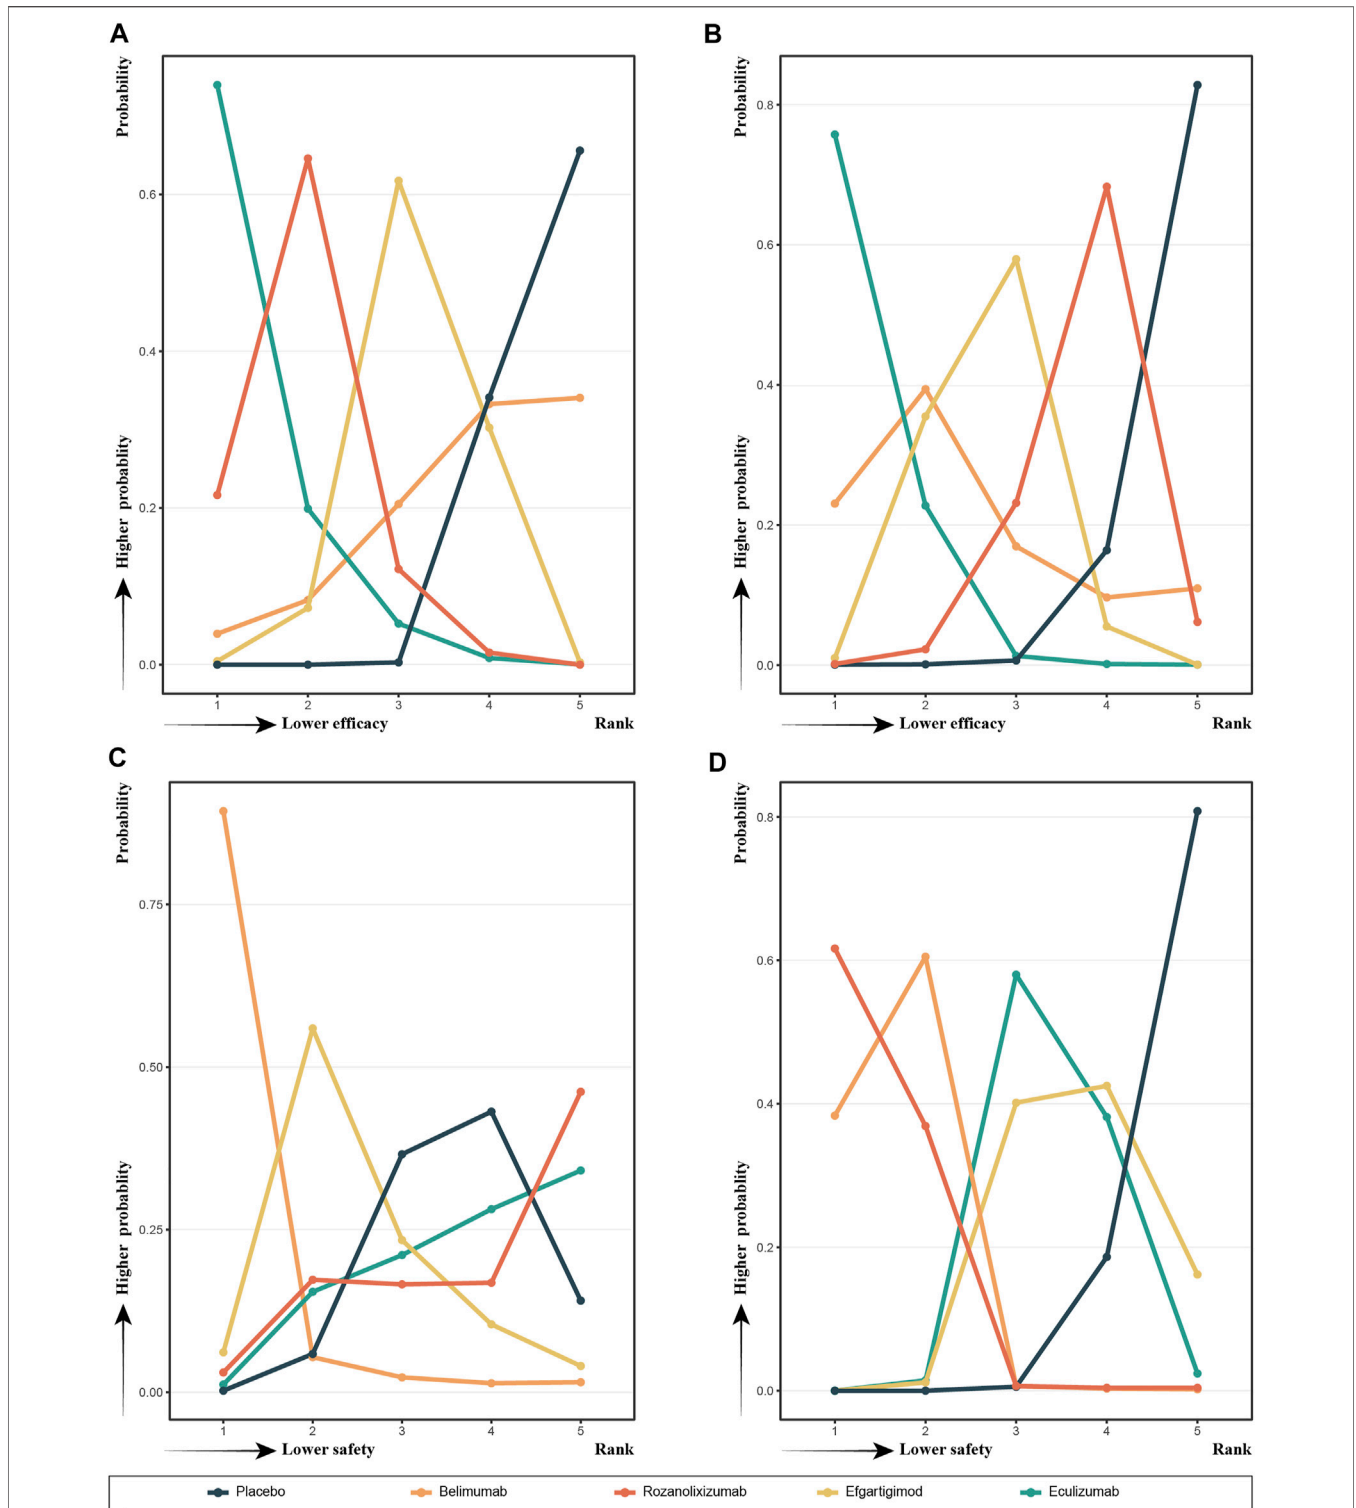 A
Probability
0.6
0.4
0.2
0.0
Higher probablity
1 2 3 4 5
Lower efficacy Rank
B
Probability
0.8
0.6
0.4
0.2
0.0
Higher probablity
1 2 3 4 5
Lower efficacy Rank
C
Probability
0.75
0.50
0.25
0.00
Higher probablity
1 2 3 4 5
Lower safety Rank
D
Probability
0.8
0.6
0.4
0.2
0.0
Higher probablity
1 2 3 4 5
Lower safety Rank
Placebo Belimumab Rozanolixizumab Efgartigimod Eculizumab